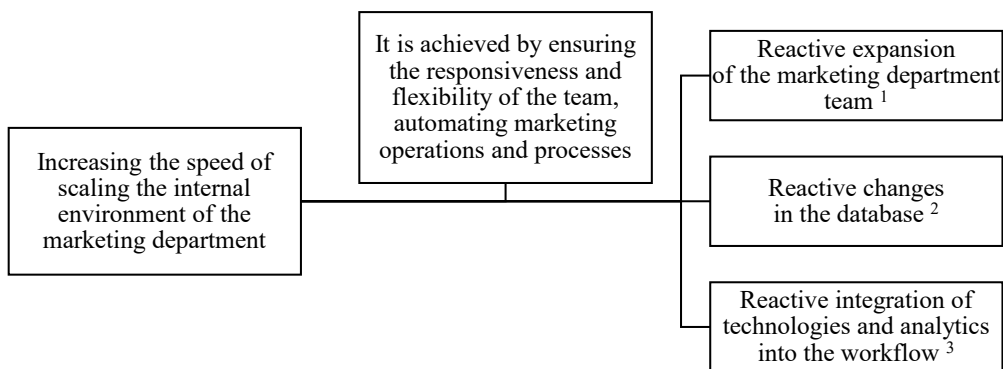 It is achieved by ensuring
the responsiveness and
flexibility of the team,
automating marketing
operations and processes
Increasing the speed of
scaling the internal
environment of the
marketing department
Reactive expansion
of the marketing department
team ¹
Reactive changes
in the database ²
Reactive integration of
technologies and analytics
into the workflow ³